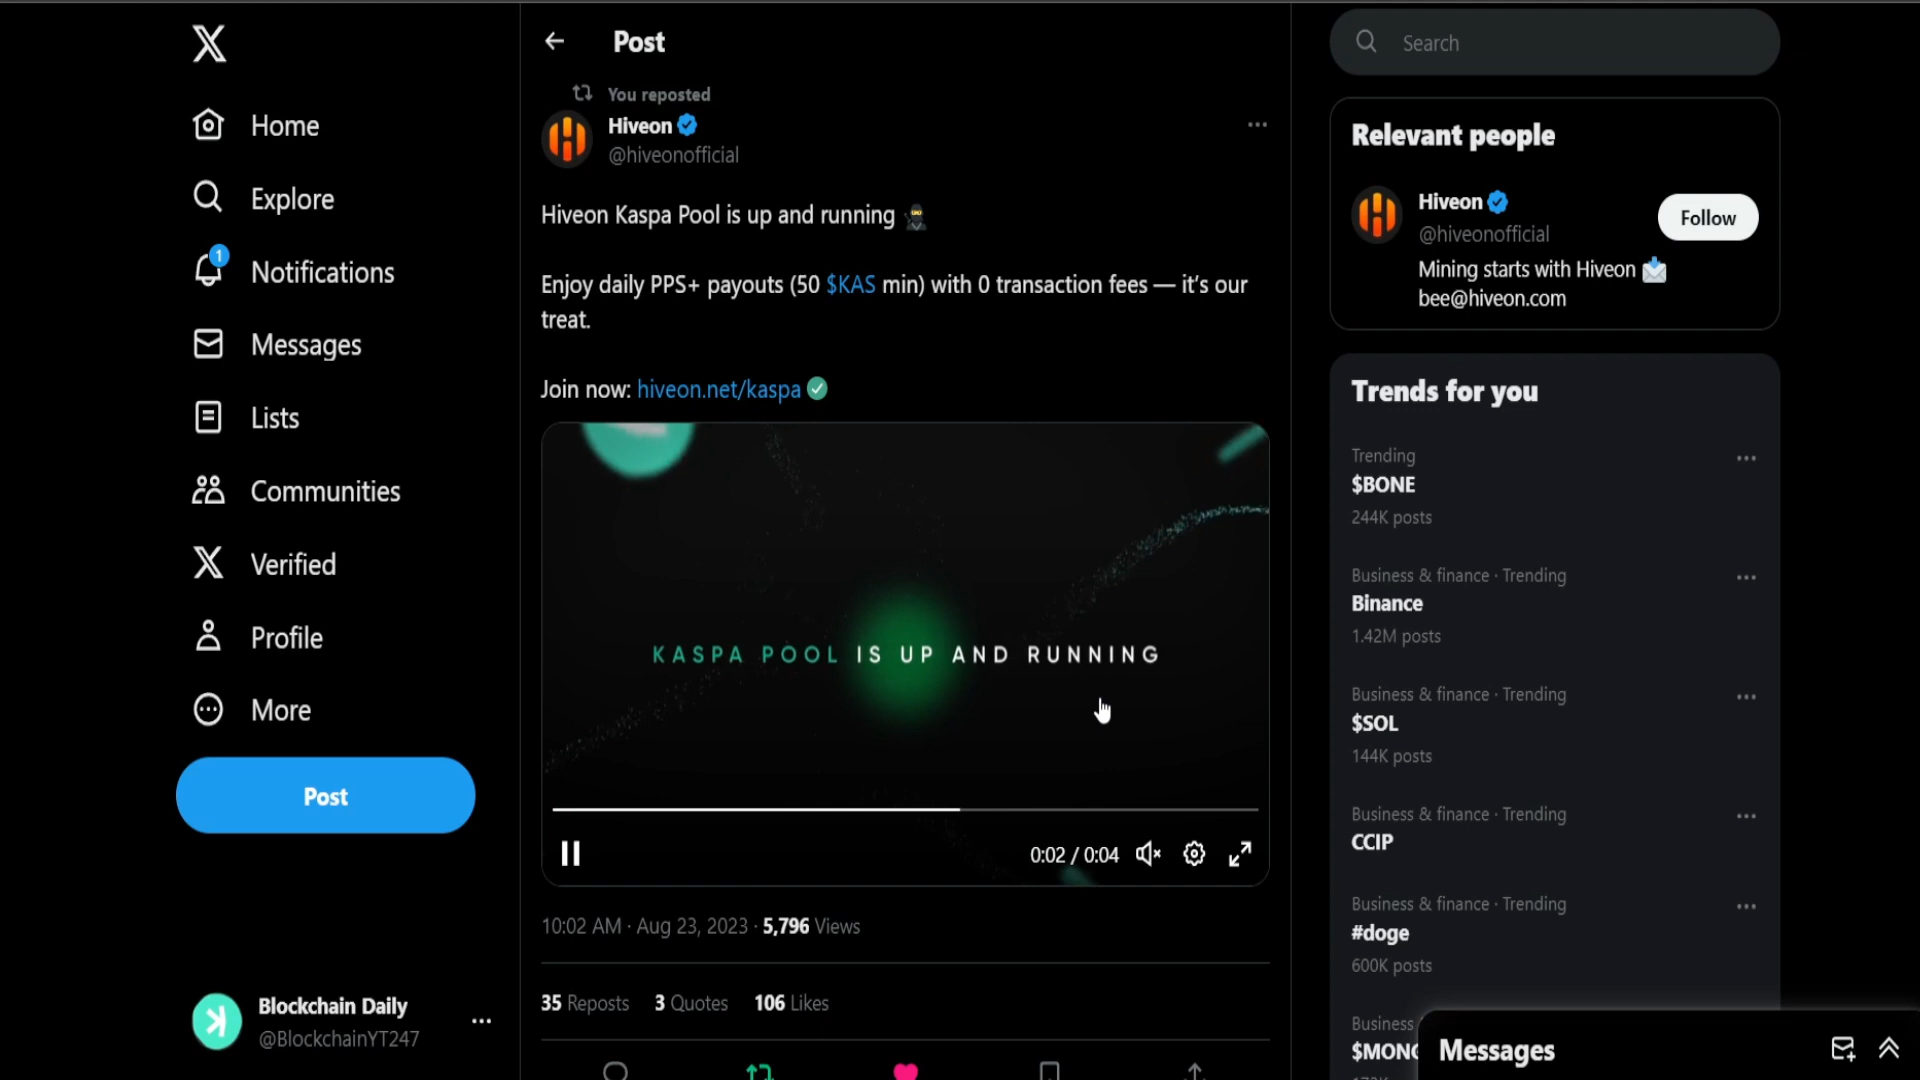 Home
Explore
1
Notifications
Messages
Lists
Communities
Verified
Profile
More
Post
Blockchain Daily
@BlockchainYT247
Post
You reposted
Hiveon
@hiveonofficial
Hiveon Kaspa Pool is up and running
Enjoy daily PPS+ payouts (50 $KAS min) with 0 transaction fees — it's our
treat.
Join now: hiveon.net/kaspa
KASPA POOL IS UP AND RUNNING
0:02 / 0:04
10:02 AM · Aug 23, 2023 · 5,796 Views
35 Reposts 3 Quotes 106 Likes
Search
Relevant people
Hiveon
@hiveonofficial
Follow
Mining starts with Hiveon
bee@hiveon.com
Trends for you
Trending
$BONE
244K posts
Business & finance · Trending
Binance
1.42M posts
Business & finance · Trending
$SOL
144K posts
Business & finance · Trending
CCIP
Business & finance · Trending
#doge
600K posts
Business
Messages